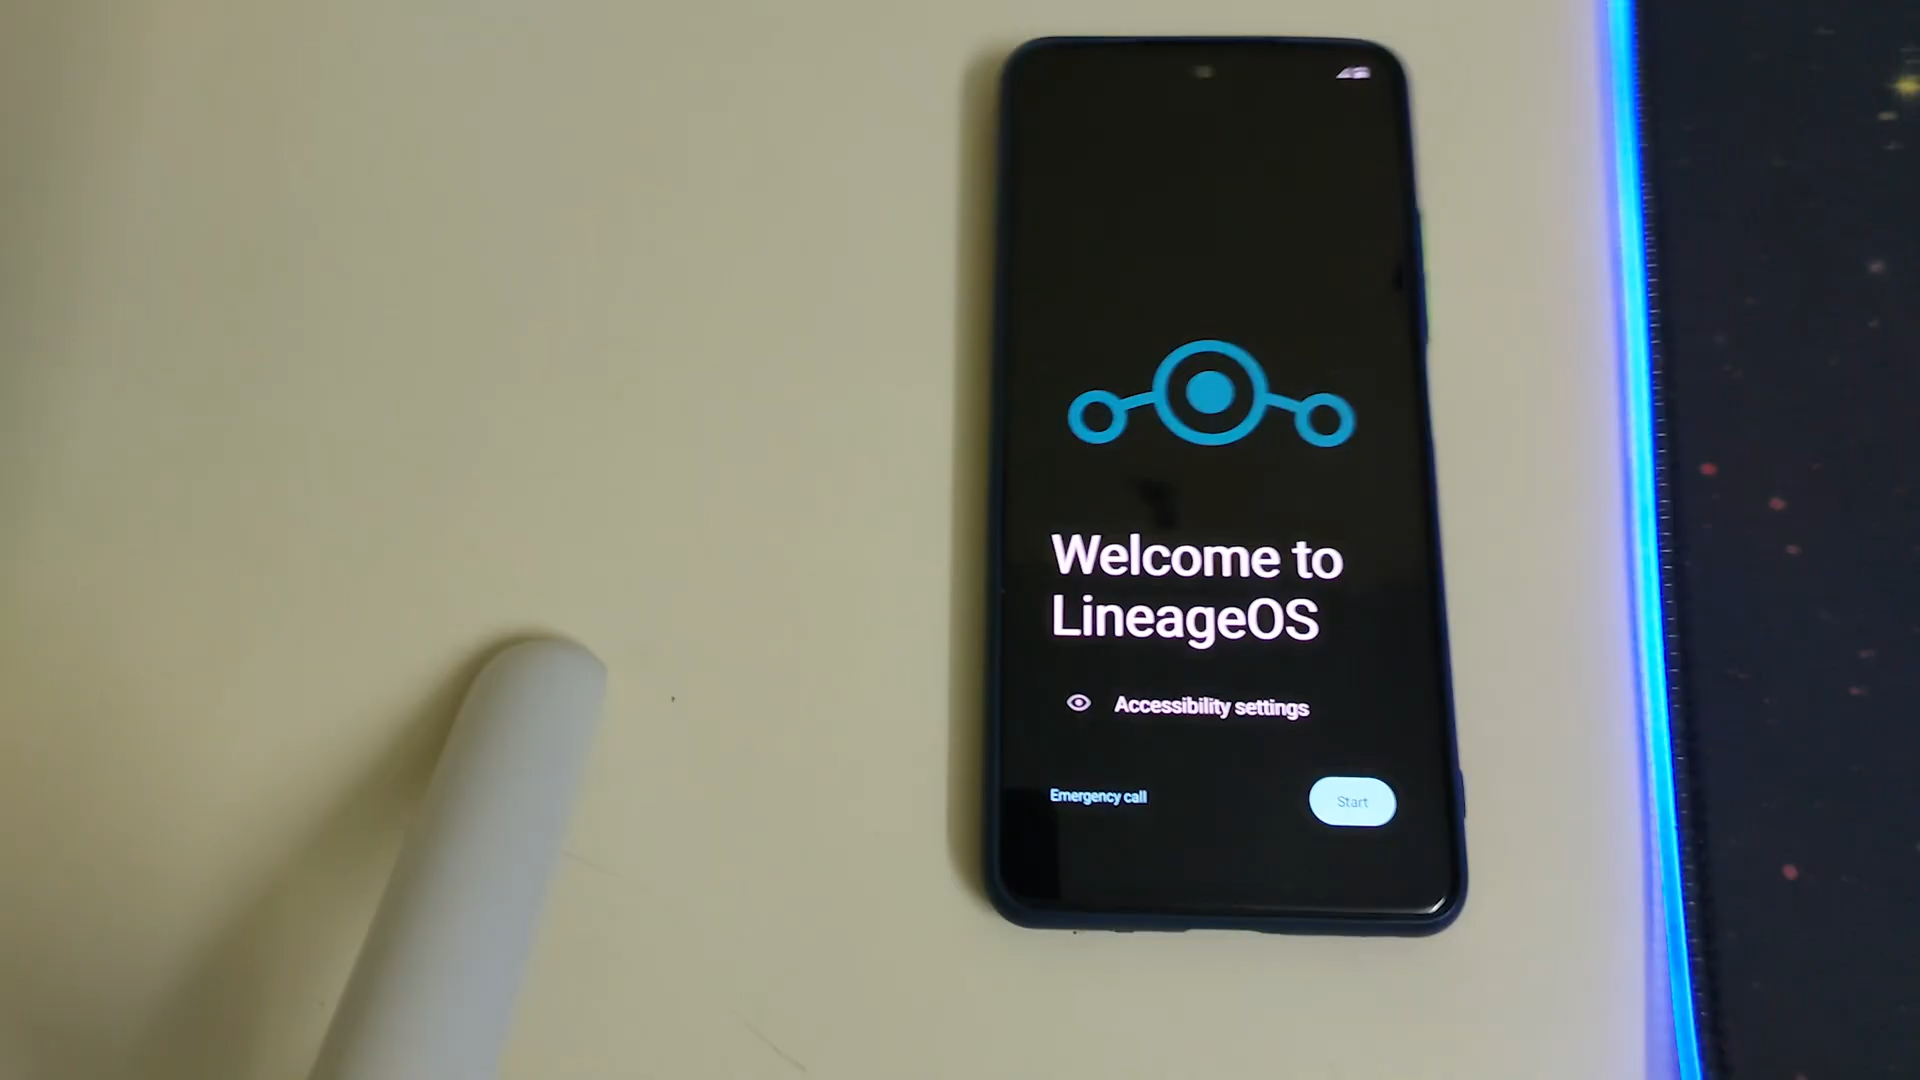 Welcome to
LineageOS
Accessibility settings
Emergency call
Start